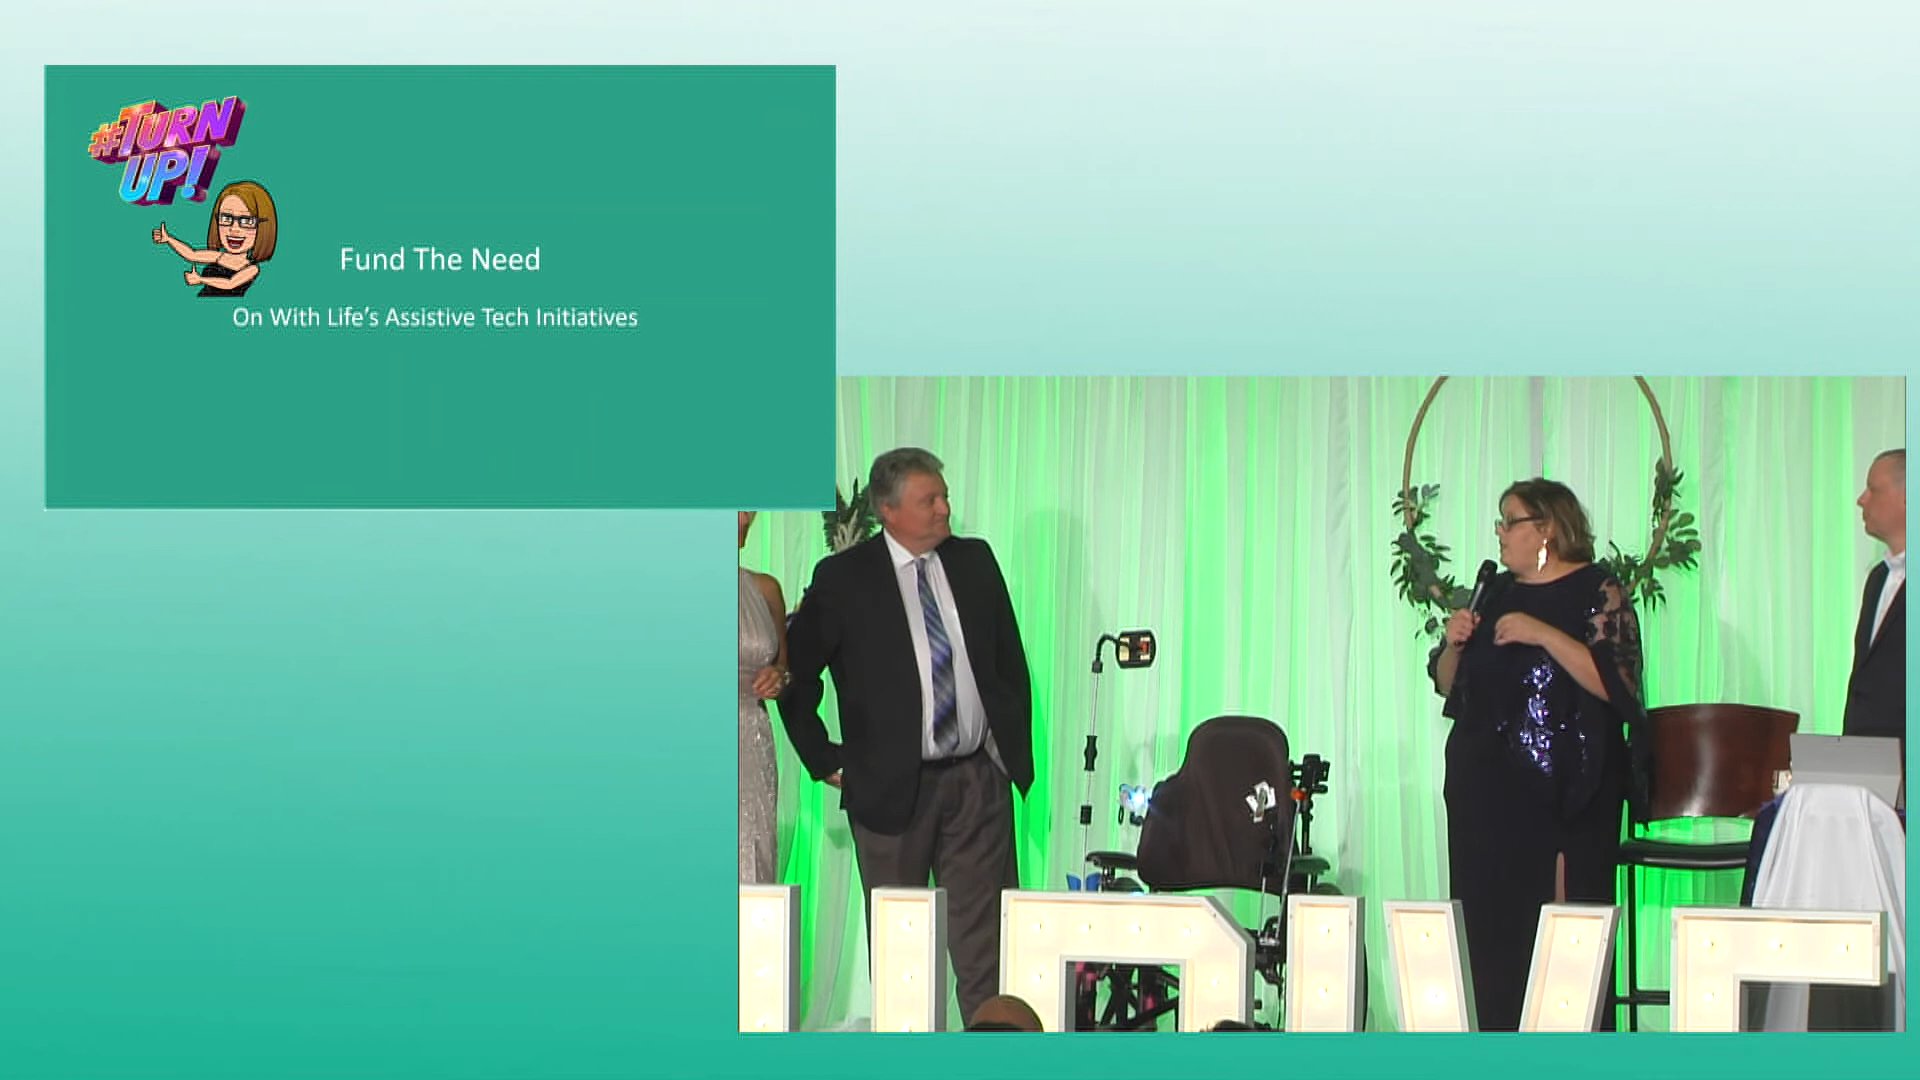 #TURN
UP!
Fund The Need
On With Life's Assistive Tech Initiatives